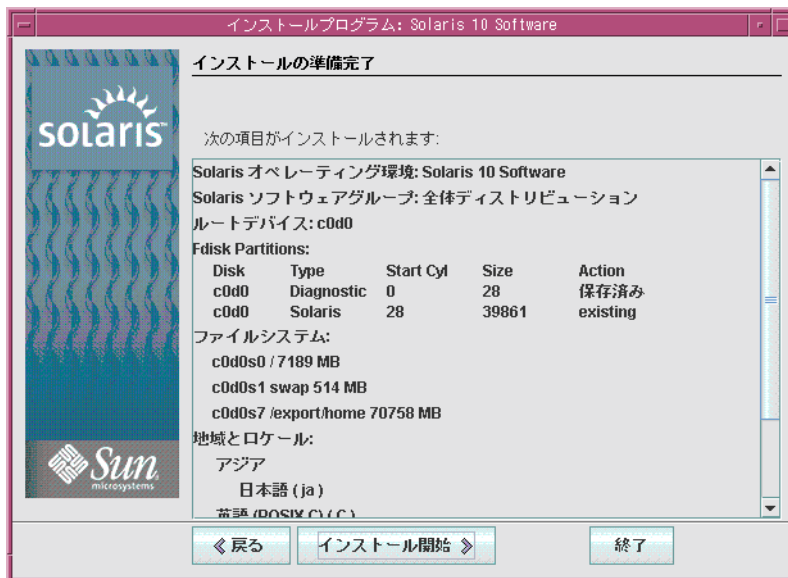 インストールプログラム: Solaris 10 Software
インストールの準備完了
solaris
次の項目がインストールされます:
Solaris オペレーティング環境: Solaris 10 Software
Solaris ソフトウェアグループ: 全体ディストリビューション
ルートデバイス: c0d0
Fdisk Partitions:
Disk Type Start Cyl Size Action
c0d0 Diagnostic 0 28 保存済み
c0d0 Solaris 28 39861 existing
ファイルシステム:
c0d0s0 / 7189 MB
c0d0s1 swap 514 MB
c0d0s7 /export/home 70758 MB
地域とロケール:
アジア
日本語 ( ja )
英語 (POSIX C) ( C )
Sun
microsystems
戻る インストール開始 終了